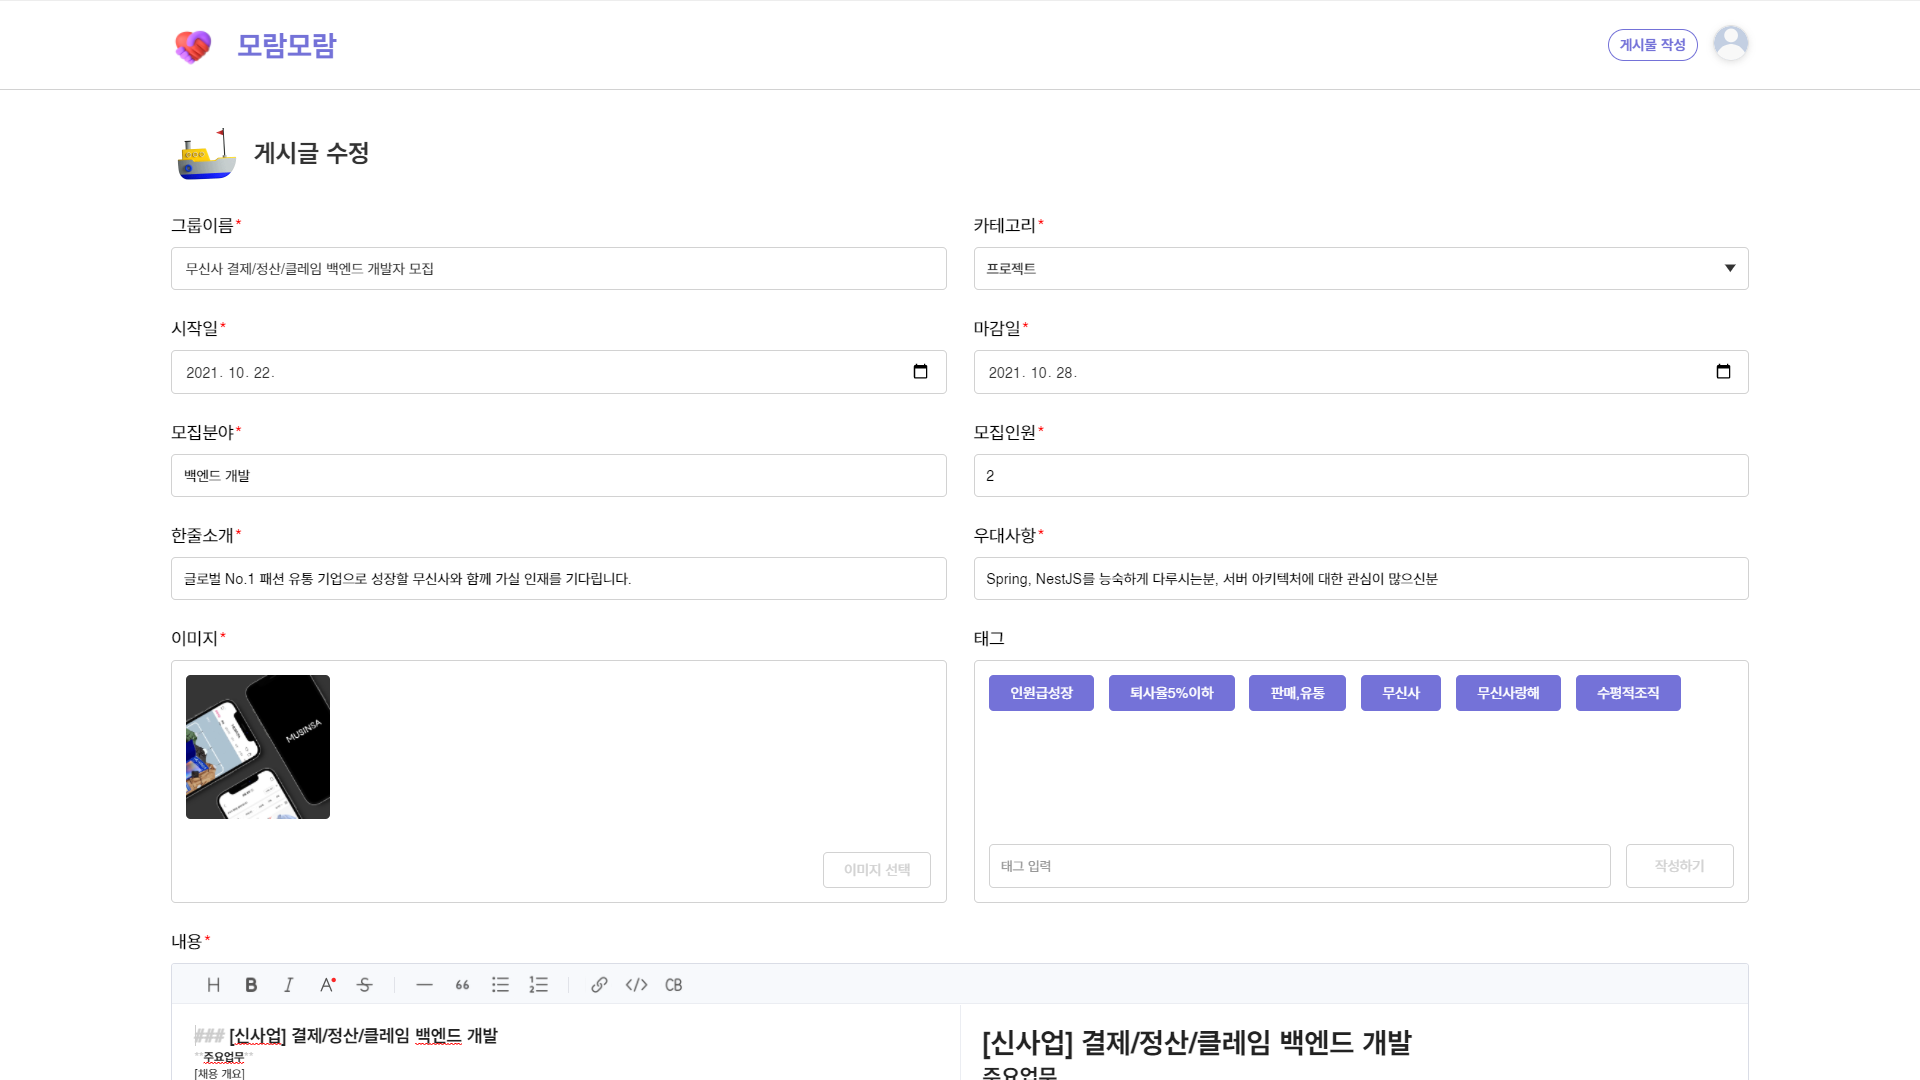 모람모람
게시물 작성
게시글 수정
그룹이름*
카테고리*
무신사 결제/정산/클레임 백엔드 개발자 모집
프로젝트
시작일*
마감일*
2021. 10. 22.
2021. 10. 28.
모집분야*
모집인원*
백엔드 개발
2
한줄소개*
우대사항*
글로벌 No.1 패션 유통 기업으로 성장할 무신사와 함께 가실 인재를 기다립니다.
Spring, NestJS를 능숙하게 다루시는분, 서버 아키텍처에 대한 관심이 많으신분
이미지*
태그
MUSINSA
인원급성장
퇴사율5%이하
판매,유통
무신사
무신사랑해
수평적조직
이미지 선택
태그 입력
작성하기
내용*
H B I A S 66 </> CB
### [신사업] 결제/정산/클레임 백엔드 개발
**주요업무**
[채용 개요]
[신사업] 결제/정산/클레임 백엔드 개발
주요업무